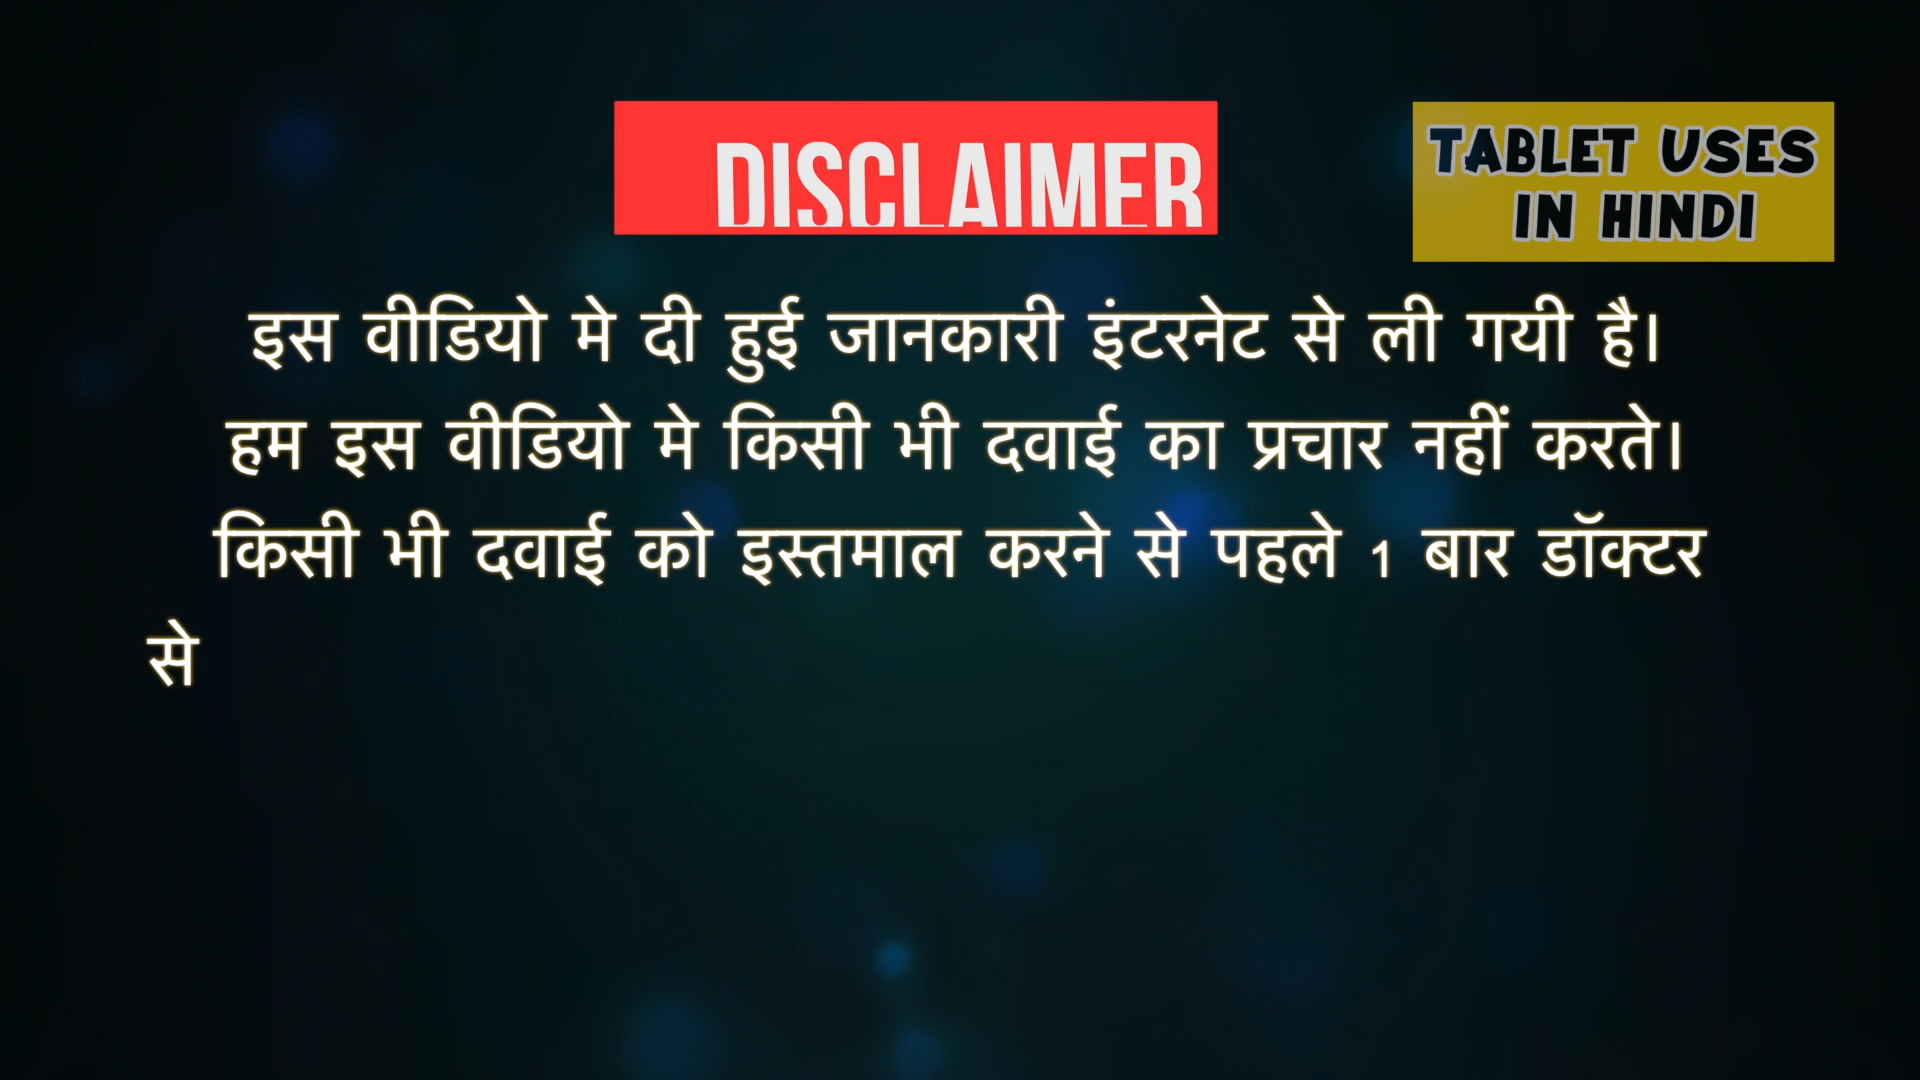 DISCLAIMER
TABLET USES
IN HINDI
इस वीडियो मे दी हुई जानकारी इंटरनेट से ली गयी है।
हम इस वीडियो मे किसी भी दवाई का प्रचार नहीं करते।
किसी भी दवाई को इस्तमाल करने से पहले 1 बार डॉक्टर
से